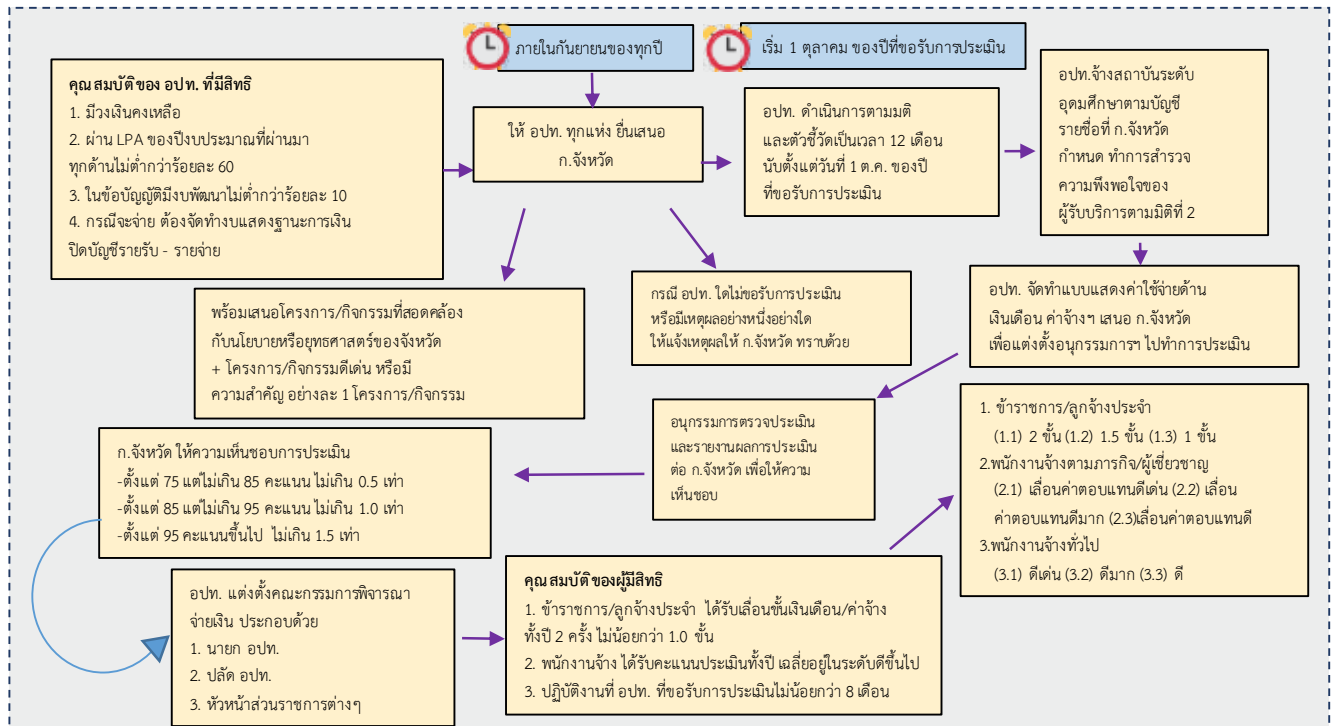 ภายในกันยายนของทุกปี
เริ่ม 1 ตุลาคม ของปีที่ขอรับการประเมิน
คุณสมบัติของ อปท. ที่มีสิทธิ
1. มีวงเงินคงเหลือ
2. ผ่าน LPA ของปีงบประมาณที่ผ่านมา
ทุกด้านไม่ต่ำกว่าร้อยละ 60
3. ในข้อบัญญัติมีงบพัฒนาไม่ต่ำกว่าร้อยละ 10
4. กรณีจะจ่าย ต้องจัดทำงบแสดงฐานะการเงิน
ปิดบัญชีรายรับ - รายจ่าย
ให้ อปท. ทุกแห่ง ยื่นเสนอ
ก.จังหวัด
อปท. ดำเนินการตามมติ
และตัวชี้วัดเป็นเวลา 12 เดือน
นับตั้งแต่วันที่ 1 ต.ค. ของปี
ที่ขอรับการประเมิน
อปท.จ้างสถาบันระดับ
อุดมศึกษาตามบัญชี
รายชื่อที่ ก.จังหวัด
กำหนด ทำการสำรวจ
ความพึงพอใจของ
ผู้รับบริการตามมิติที่ 2
พร้อมเสนอโครงการ/กิจกรรมที่สอดคล้อง
กับนโยบายหรือยุทธศาสตร์ของจังหวัด
+ โครงการ/กิจกรรมดีเด่น หรือมี
ความสำคัญ อย่างละ 1 โครงการ/กิจกรรม
กรณี อปท. ใดไม่ขอรับการประเมิน
หรือมีเหตุผลอย่างหนึ่งอย่างใด
ให้แจ้งเหตุผลให้ ก.จังหวัด ทราบด้วย
อปท. จัดทำแบบแสดงค่าใช้จ่ายด้าน
เงินเดือน ค่าจ้างฯ เสนอ ก.จังหวัด
เพื่อแต่งตั้งอนุกรรมการฯ ไปทำการประเมิน
อนุกรรมการตรวจประเมิน
และรายงานผลการประเมิน
ต่อ ก.จังหวัด เพื่อให้ความ
เห็นชอบ
ก.จังหวัด ให้ความเห็นชอบการประเมิน
-ตั้งแต่ 75 แต่ไม่เกิน 85 คะแนน ไม่เกิน 0.5 เท่า
-ตั้งแต่ 85 แต่ไม่เกิน 95 คะแนน ไม่เกิน 1.0 เท่า
-ตั้งแต่ 95 คะแนนขึ้นไป ไม่เกิน 1.5 เท่า
อปท. แต่งตั้งคณะกรรมการพิจารณา
จ่ายเงิน ประกอบด้วย
1. นายก อปท.
2. ปลัด อปท.
3. หัวหน้าส่วนราชการต่างๆ
คุณสมบัติของผู้มีสิทธิ
1. ข้าราชการ/ลูกจ้างประจำ ได้รับเลื่อนขั้นเงินเดือน/ค่าจ้าง
ทั้งปี 2 ครั้ง ไม่น้อยกว่า 1.0 ขั้น
2. พนักงานจ้าง ได้รับคะแนนประเมินทั้งปี เฉลี่ยอยู่ในระดับดีขึ้นไป
3. ปฏิบัติงานที่ อปท. ที่ขอรับการประเมินไม่น้อยกว่า 8 เดือน
1. ข้าราชการ/ลูกจ้างประจำ
(1.1) 2 ขั้น (1.2) 1.5 ขั้น (1.3) 1 ขั้น
2.พนักงานจ้างตามภารกิจ/ผู้เชี่ยวชาญ
(2.1) เลื่อนค่าตอบแทนดีเด่น (2.2) เลื่อน
ค่าตอบแทนดีมาก (2.3)เลื่อนค่าตอบแทนดี
3.พนักงานจ้างทั่วไป
(3.1) ดีเด่น (3.2) ดีมาก (3.3) ดี